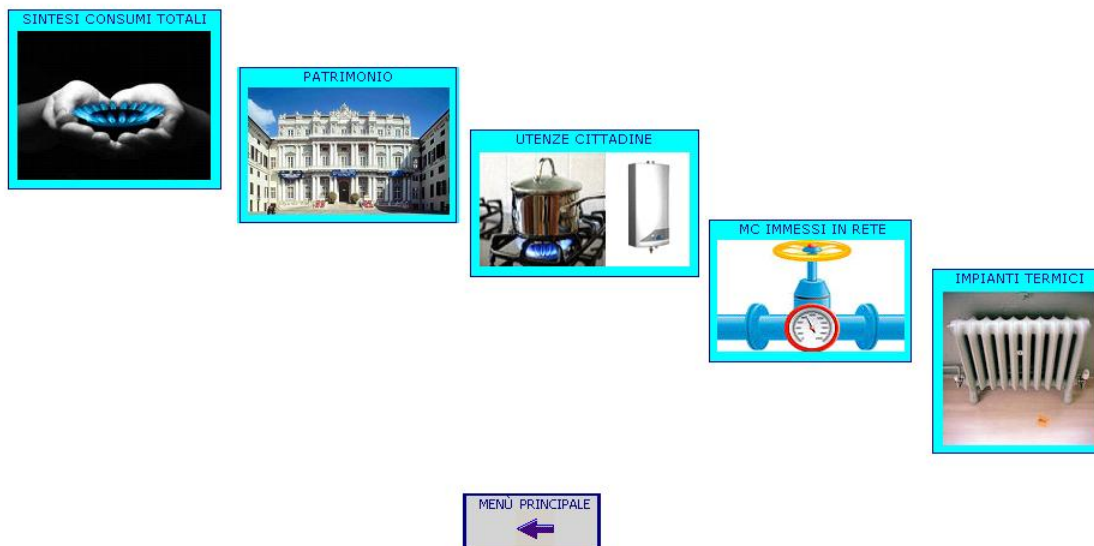 SINTESI CONSUMI TOTALI
PATRIMONIO
UTENZE CITTADINE
MC IMMESSI IN RETE
IMPIANTI TERMICI
MENÙ PRINCIPALE